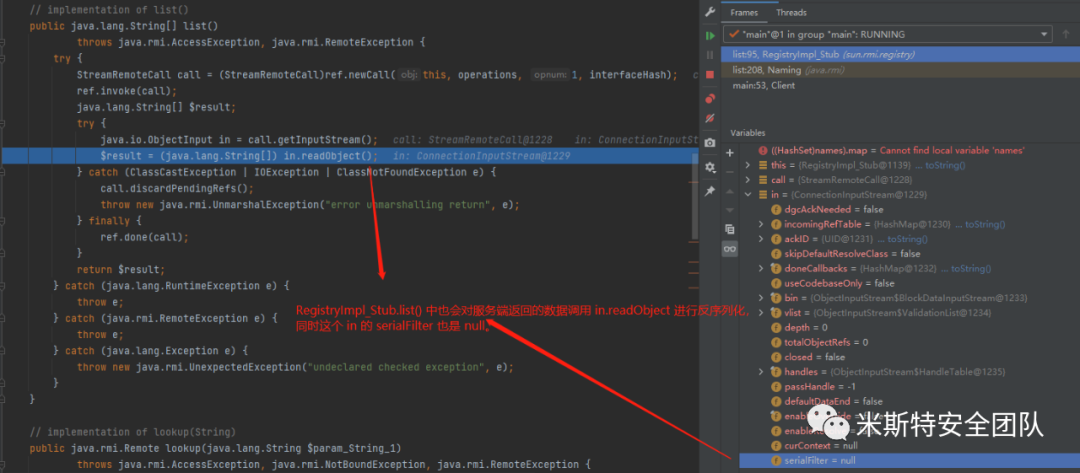 // implementation of list()
public java.lang.String[] list()
throws java.rmi.AccessException, java.rmi.RemoteException {
try {
StreamRemoteCall call = (StreamRemoteCall)ref.newCall( obj: this, operations, opnum: 1, interfaceHash);
ref.invoke(call);
java.lang.String[] $result;
try {
java.io.ObjectInput in = call.getInputStream(); call: StreamRemoteCall@1228 in: ConnectionInputSt
$result = (java.lang.String[]) in.readObject(); in: ConnectionInputStream@1229
} catch (ClassCastException | IOException | ClassNotFoundException e) {
call.discardPendingRefs();
throw new java.rmi.UnmarshalException("error unmarshalling return", e);
} finally {
ref.done(call);
}
return $result;
} catch (java.lang.RuntimeException e) {
throw e;
} catch (java.rmi.RemoteException e) {
throw e;
} catch (java.lang.Exception e) {
throw new java.rmi.UnexpectedException("undeclared checked exception", e);
}
}
// implementation of lookup(String)
public java.rmi.Remote lookup(java.lang.String $param_String_1)
throws java.rmi.AccessException, java.rmi.NotBoundException, java.rmi.RemoteException {
RegistryImpl_Stub.list() 中也会对服务端返回的数据调用 in.readObject 进行反序列化，
同时这个 in 的 serialFilter 也是 null。
Frames Threads
"main"@1 in group "main": RUNNING
list:95, RegistryImpl_Stub (sun.rmi.registry)
list:208, Naming (java.rmi)
main:53, Client
Variables
((HashSet)names).map = Cannot find local variable 'names'
this = {RegistryImpl_Stub@1139} ... toString()
call = {StreamRemoteCall@1228}
in = {ConnectionInputStream@1229}
dgcAckNeeded = false
incomingRefTable = {HashMap@1230} ... toString()
ackID = {UID@1231} ... toString()
skipDefaultResolveClass = false
doneCallbacks = {HashMap@1232} ... toString()
useCodebaseOnly = false
bin = {ObjectInputStream$BlockDataInputStream@1233}
vlist = {ObjectInputStream$ValidationList@1234}
depth = 0
totalObjectRefs = 0
closed = false
handles = {ObjectInputStream$HandleTable@1235}
passHandle = -1
defaultDataEnd = false
curContext = null
serialFilter = null
米斯特安全团队